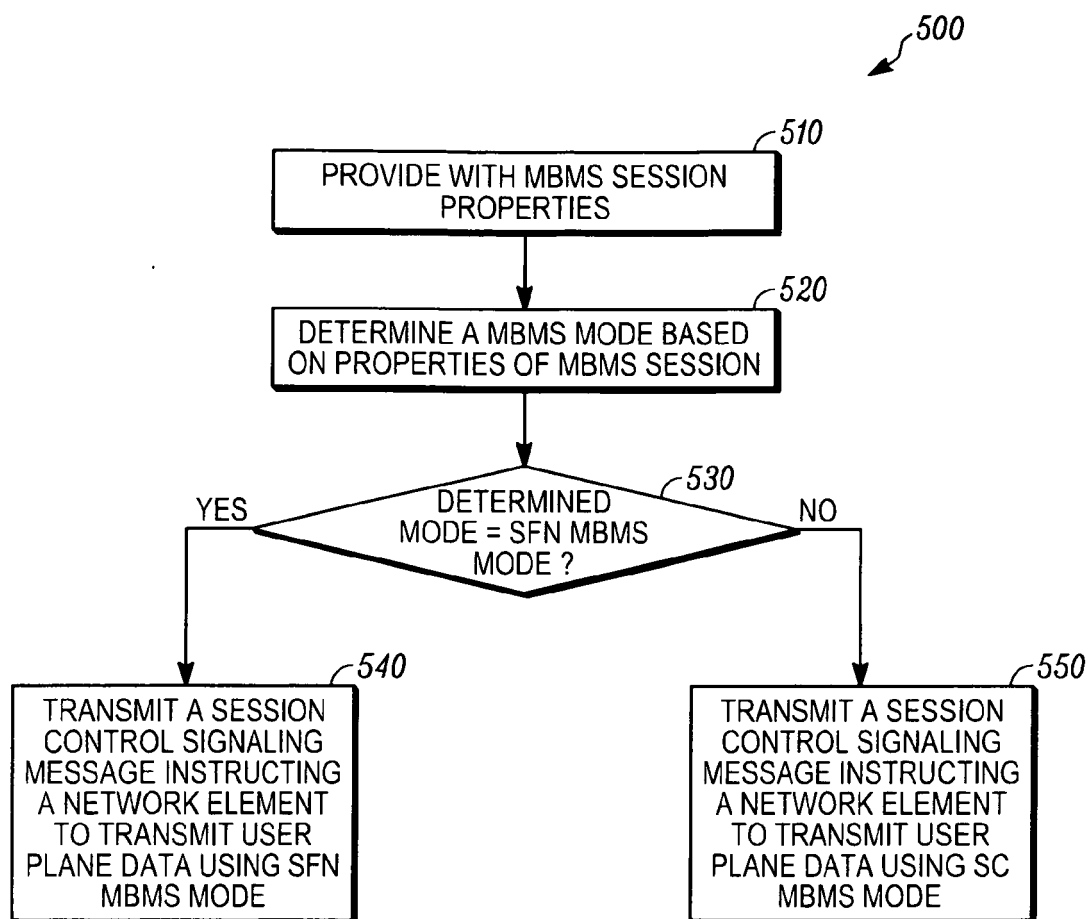 500
510
PROVIDE WITH MBMS SESSION
PROPERTIES
520
DETERMINE A MBMS MODE BASED
ON PROPERTIES OF MBMS SESSION
530
DETERMINED
MODE = SFN MBMS
MODE ?
YES
NO
540
TRANSMIT A SESSION
CONTROL SIGNALING
MESSAGE INSTRUCTING
A NETWORK ELEMENT
TO TRANSMIT USER
PLANE DATA USING SFN
MBMS MODE
550
TRANSMIT A SESSION
CONTROL SIGNALING
MESSAGE INSTRUCTING
A NETWORK ELEMENT
TO TRANSMIT USER
PLANE DATA USING SC
MBMS MODE